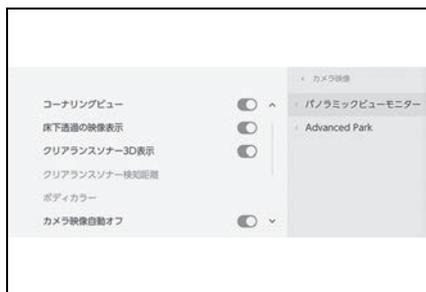 カメラ映像
コーナリングビュー
パノラミックビューモニター
床下透過の映像表示
Advanced Park
クリアランスソナー3D表示
クリアランスソナー検知距離
ボディカラー
カメラ映像自動オフ